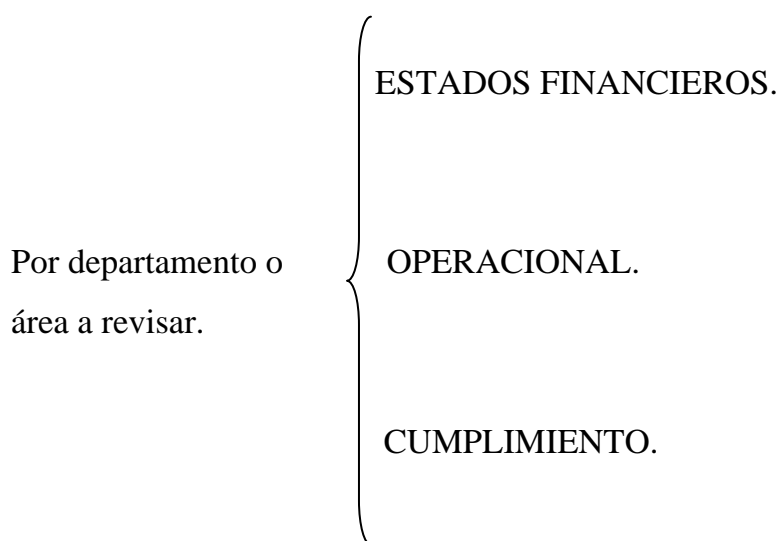 ESTADOS FINANCIEROS.
Por departamento o
área a revisar.
OPERACIONAL.
CUMPLIMIENTO.